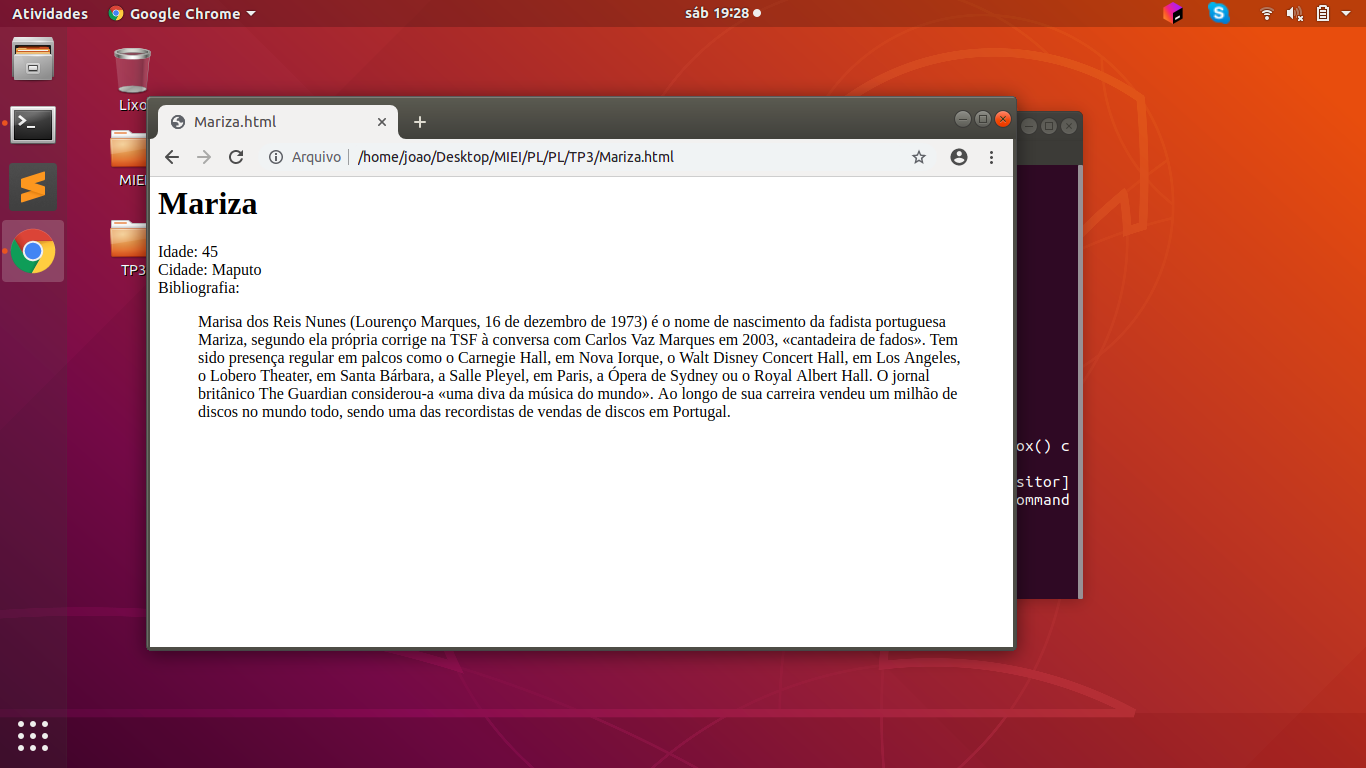 Atividades Google Chrome sáb 19:28
Lixo
MIEI
TP3
Mariza.html
Arquivo /home/joao/Desktop/MIEI/PL/PL/TP3/Mariza.html
Mariza
Idade: 45
Cidade: Maputo
Bibliografia:
Marisa dos Reis Nunes (Lourenço Marques, 16 de dezembro de 1973) é o nome de nascimento da fadista portuguesa
Mariza, segundo ela própria corrige na TSF à conversa com Carlos Vaz Marques em 2003, «cantadeira de fados». Tem
sido presença regular em palcos como o Carnegie Hall, em Nova Iorque, o Walt Disney Concert Hall, em Los Angeles,
o Lobero Theater, em Santa Bárbara, a Salle Pleyel, em Paris, a Ópera de Sydney ou o Royal Albert Hall. O jornal
britânico The Guardian considerou-a «uma diva da música do mundo». Ao longo de sua carreira vendeu um milhão de
discos no mundo todo, sendo uma das recordistas de vendas de discos em Portugal.
ox() c
sitor]
ommand